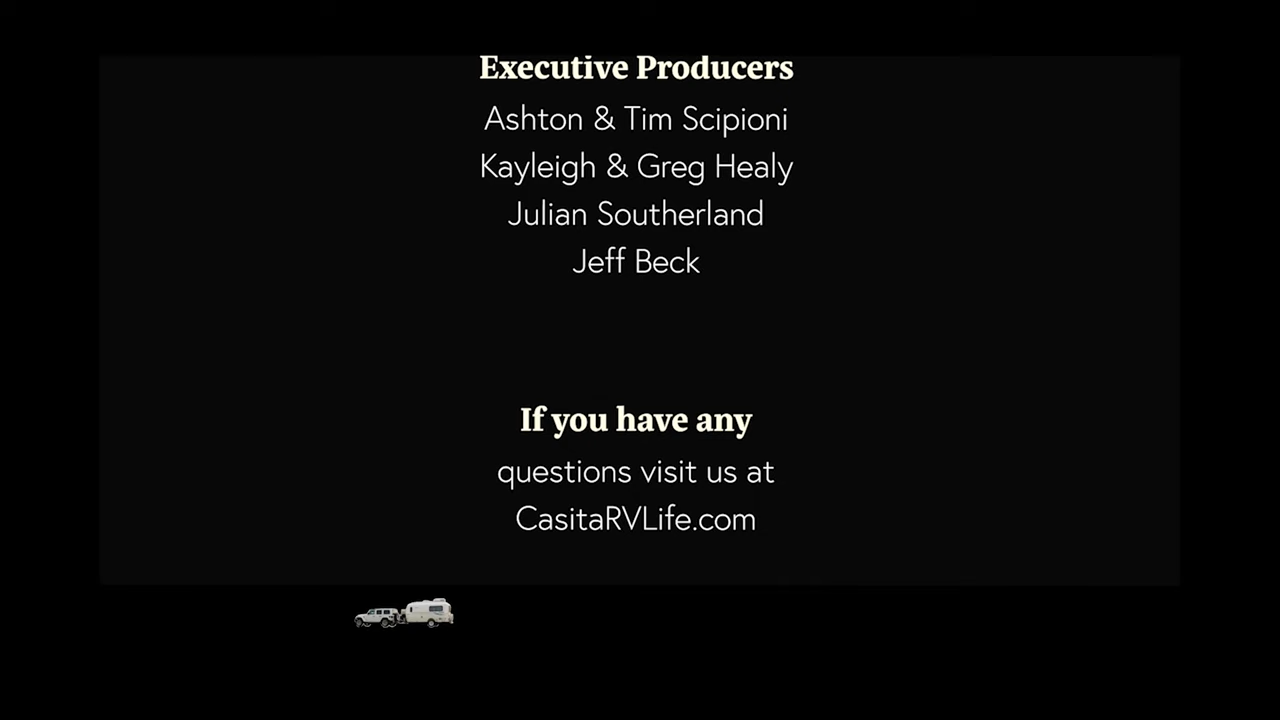 Executive Producers
Ashton & Tim Scipioni
Kayleigh & Greg Healy
Julian Southerland
Jeff Beck
If you have any
questions visit us at
CasitaRVLife.com